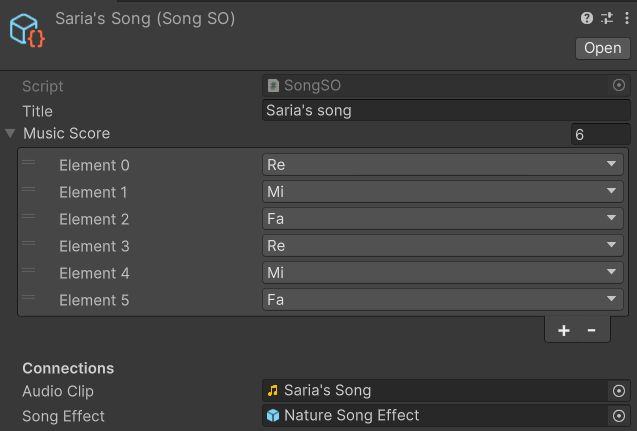 Saria's Song (Song SO)
Open
Script SongSO
Title Saria's song
Music Score 6
Element 0 Re
Element 1 Mi
Element 2 Fa
Element 3 Re
Element 4 Mi
Element 5 Fa
+ -
Connections
Audio Clip Saria's Song
Song Effect Nature Song Effect